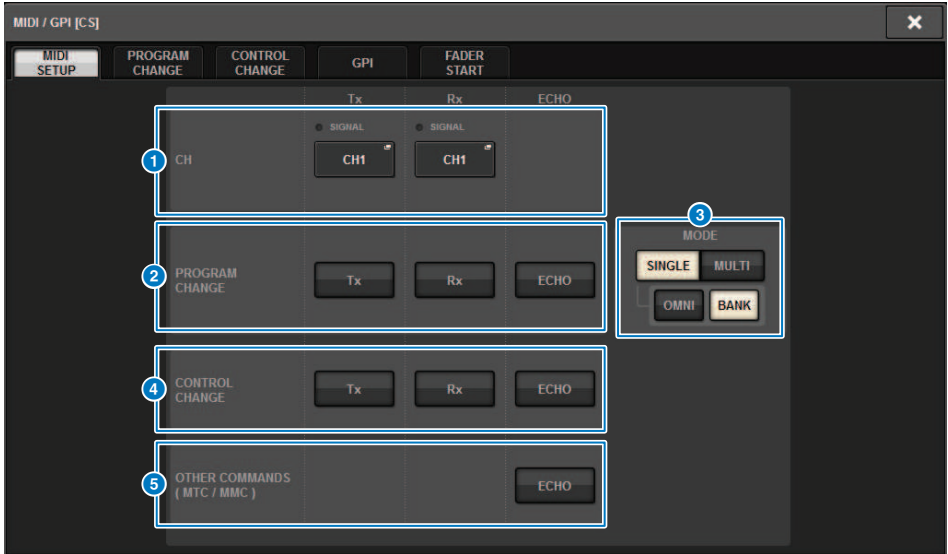 MIDI / GPI [CS]
MIDI SETUP
PROGRAM CHANGE
CONTROL CHANGE
GPI
FADER START
Tx
Rx
ECHO
SIGNAL
SIGNAL
1
CH
CH1
CH1
3
MODE
SINGLE
MULTI
OMNI
BANK
2
PROGRAM CHANGE
Tx
Rx
ECHO
4
CONTROL CHANGE
Tx
Rx
ECHO
5
OTHER COMMANDS
( MTC / MMC )
ECHO